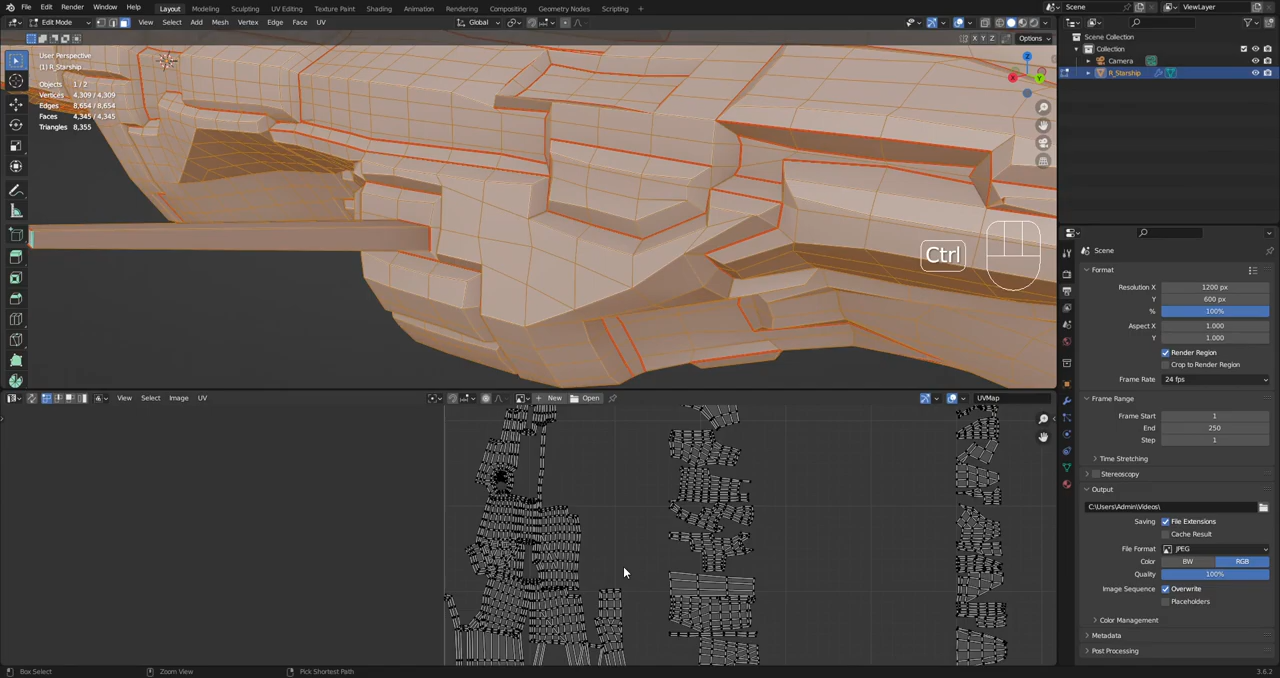 File Edit Render Window Help Layout Modeling Sculpting UV Editing Texture Paint Shading Animation Rendering Compositing Geometry Nodes Scripting Scene ViewLayer
Edit Mode View Select Add Mesh Vertex Edge Face UV Global
X Y Z Options
User Perspective
(1) R_Starship
Objects 1 / 2
Vertices 4,309 / 4,309
Edges 8,654 / 8,654
Faces 4,345 / 4,345
Triangles 8,355
Z
X
Y
Ctrl
View Select Image UV New Open UVMap
Scene Collection
Collection
Camera
R_Starship
Scene
Format
Resolution X 1200 px
Y 600 px
% 100%
Aspect X 1.000
Y 1.000
Render Region
Crop to Render Region
Frame Rate 24 fps
Frame Range
Frame Start 1
End 250
Step 1
Time Stretching
Stereoscopy
Output
C:\Users\Admin\Videos\
Saving File Extensions
Cache Result
File Format JPEG
Color BW RGB
Quality 100%
Image Sequence Overwrite
Placeholders
Color Management
Metadata
Post Processing
Box Select Zoom View Pick Shortest Path 3.6.2